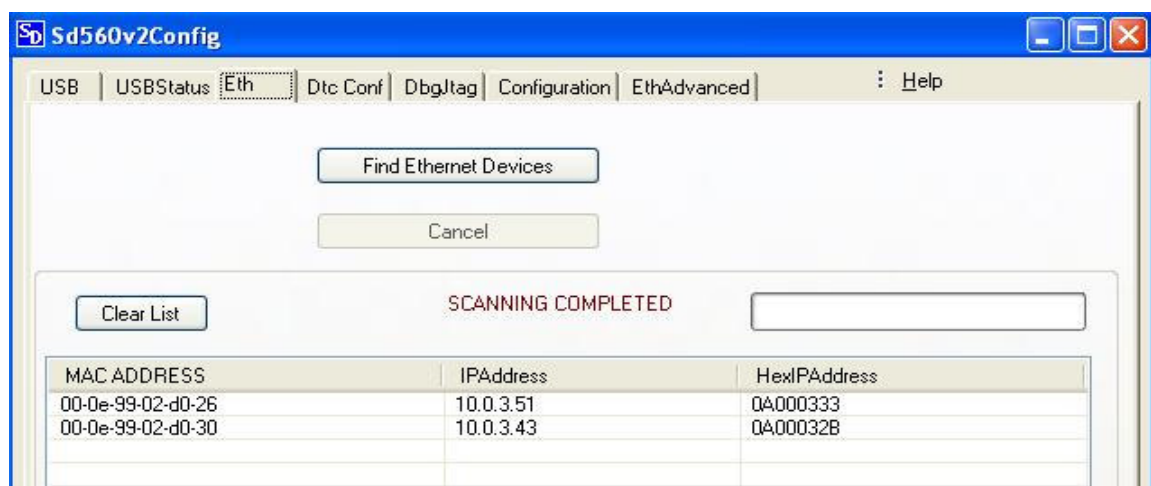 SD Sd560v2Config
USB USBStatus Eth Dtc Conf DbgJtag Configuration EthAdvanced Help
Find Ethernet Devices
Cancel
Clear List SCANNING COMPLETED
MAC ADDRESS IPAddress HexIPAddress
00-0e-99-02-d0-26 10.0.3.51 0A000333
00-0e-99-02-d0-30 10.0.3.43 0A00032B